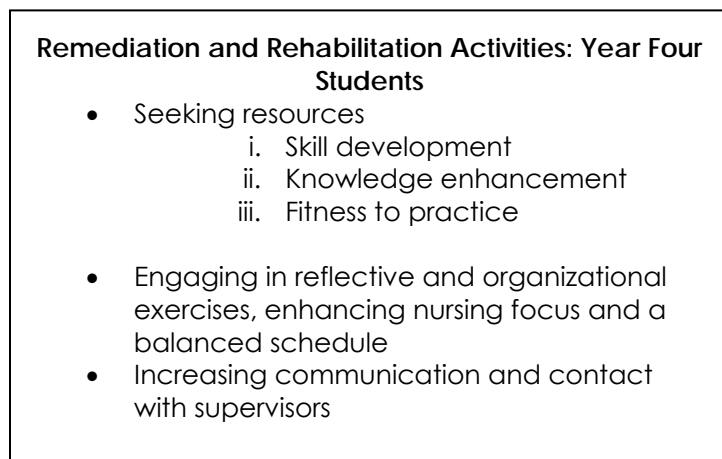 Remediation and Rehabilitation Activities: Year Four
Students
• Seeking resources
i. Skill development
ii. Knowledge enhancement
iii. Fitness to practice
• Engaging in reflective and organizational
exercises, enhancing nursing focus and a
balanced schedule
• Increasing communication and contact
with supervisors